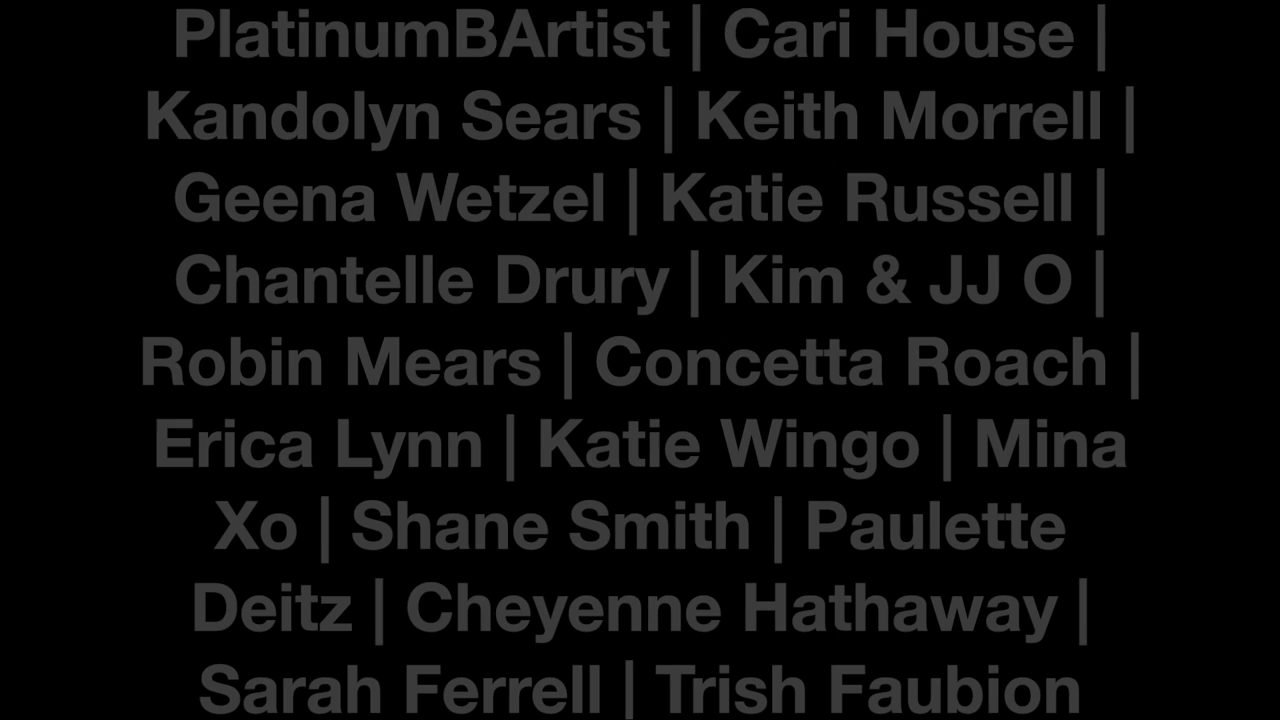 PlatinumBArtist | Cari House |
Kandolyn Sears | Keith Morrell |
Geena Wetzel | Katie Russell |
Chantelle Drury | Kim & JJ O |
Robin Mears | Concetta Roach |
Erica Lynn | Katie Wingo | Mina
Xo | Shane Smith | Paulette
Deitz | Cheyenne Hathaway |
Sarah Ferrell | Trish Faubion